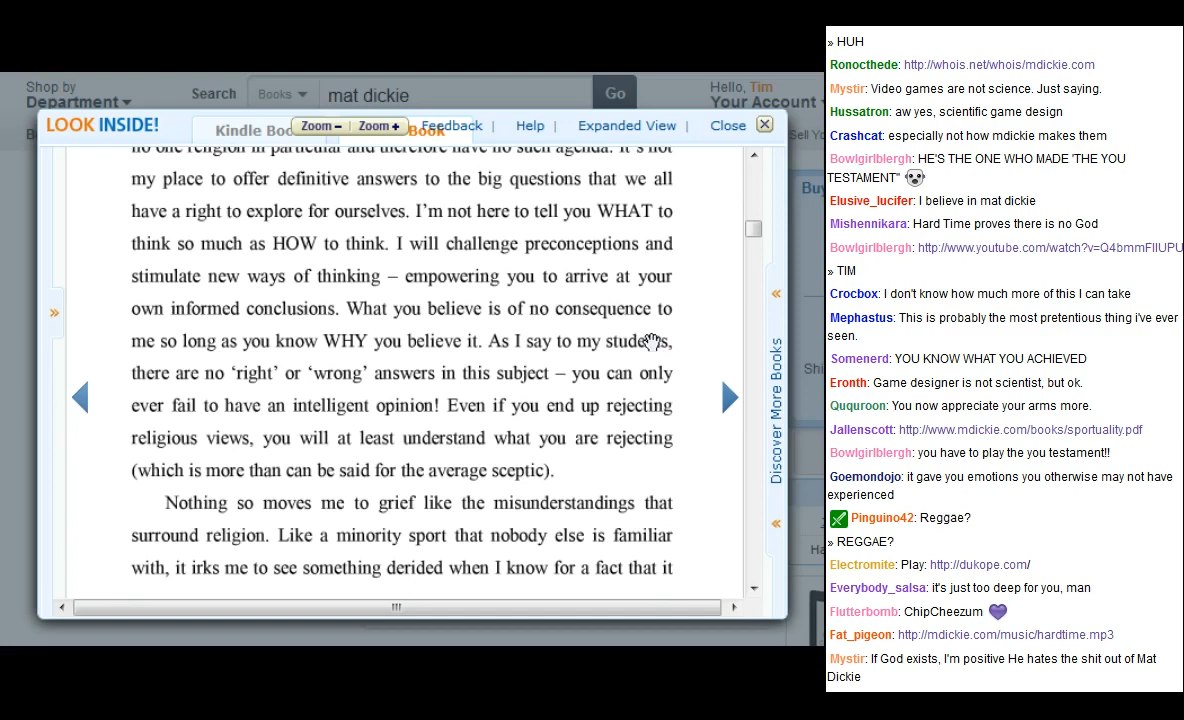 Shop by
Department
Search
Books
mat dickie
Go
Hello, Tim
Your Account
LOOK INSIDE!
Kindle Boo
Zoom –
Zoom +
Book
Feedback |
Help |
Expanded View |
Close
no one religion in particular and therefore have no such agenda. It's not
my place to offer definitive answers to the big questions that we all
have a right to explore for ourselves. I'm not here to tell you WHAT to
think so much as HOW to think. I will challenge preconceptions and
stimulate new ways of thinking – empowering you to arrive at your
own informed conclusions. What you believe is of no consequence to
me so long as you know WHY you believe it. As I say to my students,
there are no 'right' or 'wrong' answers in this subject – you can only
ever fail to have an intelligent opinion! Even if you end up rejecting
religious views, you will at least understand what you are rejecting
(which is more than can be said for the average sceptic).
Nothing so moves me to grief like the misunderstandings that
surround religion. Like a minority sport that nobody else is familiar
with, it irks me to see something derided when I know for a fact that it
Discover More Books
Sell Yo
Buy
Shi
Ha
» HUH
Ronocthede: http://whois.net/whois/mdickie.com
Mystir: Video games are not science. Just saying.
Hussatron: aw yes, scientific game design
Crashcat: especially not how mdickie makes them
Bowlgirlblergh: HE'S THE ONE WHO MADE 'THE YOU
TESTAMENT"
Elusive_lucifer: I believe in mat dickie
Mishennikara: Hard Time proves there is no God
Bowlgirlblergh: http://www.youtube.com/watch?v=Q4bmmFIIUPU
» TIM
Crocbox: I don't know how much more of this I can take
Mephastus: This is probably the most pretentious thing i've ever
seen.
Somenerd: YOU KNOW WHAT YOU ACHIEVED
Eronth: Game designer is not scientist, but ok.
Ququroon: You now appreciate your arms more.
Jallenscott: http://www.mdickie.com/books/sportuality.pdf
Bowlgirlblergh: you have to play the you testament!!
Goemondojo: it gave you emotions you otherwise may not have
experienced
Pinguino42: Reggae?
» REGGAE?
Electromite: Play: http://dukope.com/
Everybody_salsa: it's just too deep for you, man
Flutterbomb: ChipCheezum
Fat_pigeon: http://mdickie.com/music/hardtime.mp3
Mystir: If God exists, I'm positive He hates the shit out of Mat
Dickie